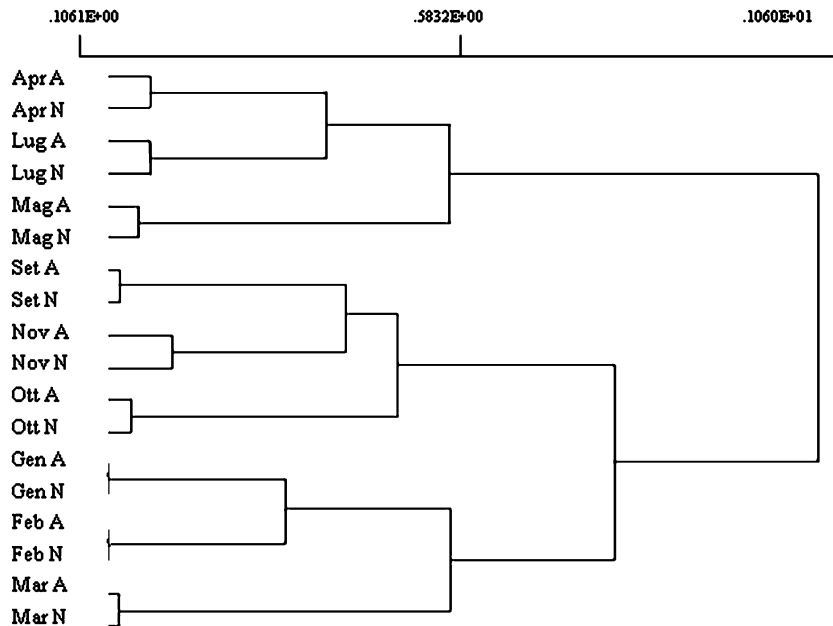 .1061E+00 .5832E+00 .1060E+01
Apr A
Apr N
Lug A
Lug N
Mag A
Mag N
Set A
Set N
Nov A
Nov N
Ott A
Ott N
Gen A
Gen N
Feb A
Feb N
Mar A
Mar N